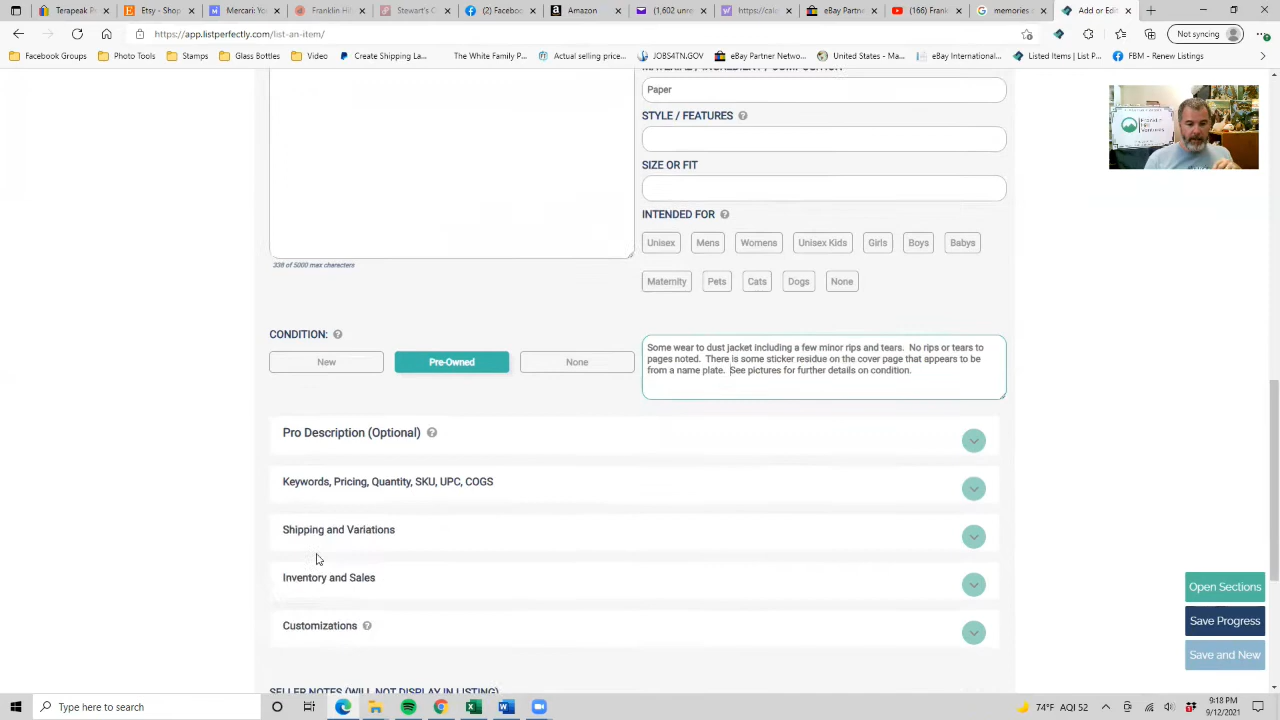 Terapeak
Etsy - Shop
Stewart C
Facebook (
Amazon
(1,602 unre
https://cale
eBay Partne
(66) Frankl
memories
Add or Edi
https://app.listperfectly.com/list-an-item/
Not syncing
Facebook Groups
Photo Tools
Stamps
Glass Bottles
Video
Create Shipping La...
The White Family P...
Actual selling price...
JOBS4TN.GOV
eBay Partner Netwo...
United States, Ma...
eBay International...
Listed Items | List P...
FBM - Renew Listings
MATERIAL / INGREDIENT / COMPOSITION
Paper
STYLE / FEATURES
SIZE OR FIT
338 of 5000 max characters
INTENDED FOR
Unisex Mens Womens Unisex Kids Girls Boys Babys
Maternity Pets Cats Dogs None
CONDITION:
New Pre-Owned None
Some wear to dust jacket including a few minor rips and tears. No rips or tears to
pages noted. There is some sticker residue on the cover page that appears to be
from a name plate. See pictures for further details on condition.
Pro Description (Optional)
Keywords, Pricing, Quantity, SKU, UPC, COGS
Shipping and Variations
Inventory and Sales
Customizations
Open Sections
Save Progress
Save and New
SELLER NOTES (WILL NOT DISPLAY IN LISTING)
Type here to search
74°F AQI 52
9:18 PM
9/12/2021